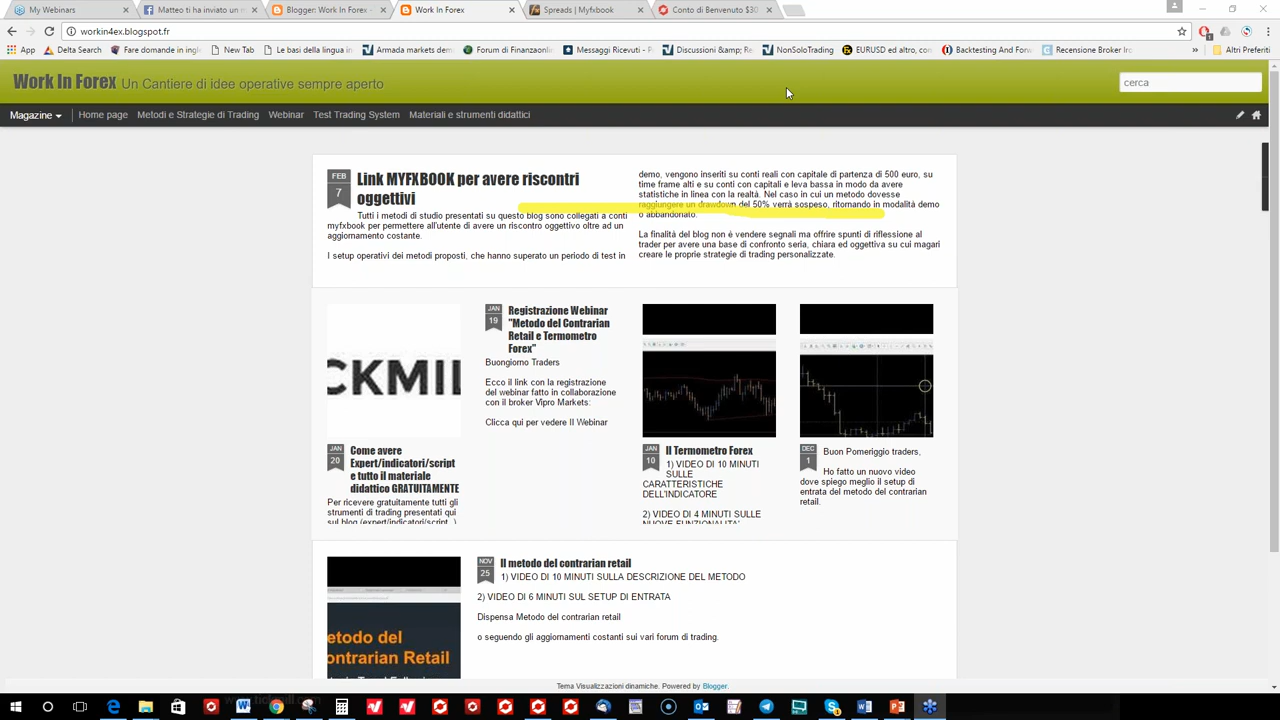 My Webinars
Matteo ti ha inviato un m
Blogger: Work In Forex -
Work In Forex
Spreads | Myfxbook
Conto di Benvenuto $30
workin4ex.blogspot.fr
App
Delta Search
Fare domande in ingl
New Tab
Le basi della lingua in
Armada markets dem
Forum di Finanzaonlin
Messaggi Ricevuti - Pr
Discussioni &amp; Re
NonSoloTrading
EURUSD ed altro, con
Backtesting And Forw
Recensione Broker Iro
»
Altri Preferiti
Work In Forex Un Cantiere di idee operative sempre aperto
cerca
Magazine
Home page
Metodi e Strategie di Trading
Webinar
Test Trading System
Materiali e strumenti didattici
FEB
7
Link MYFXBOOK per avere riscontri
oggettivi
Tutti i metodi di studio presentati su questo blog sono collegati a conti
myfxbook per permettere all'utente di avere un riscontro oggettivo oltre ad un
aggiornamento costante.
I setup operativi dei metodi proposti, che hanno superato un periodo di test in
demo, vengono inseriti su conti reali con capitale di partenza di 500 euro, su
time frame alti e su conti con capitali e leva bassa in modo da avere
statistiche in linea con la realtà. Nel caso in cui un metodo dovesse
raggiungere un drawdown del 50% verrà sospeso, ritornando in modalità demo
o abbandonato.
La finalità del blog non è vendere segnali ma offrire spunti di riflessione al
trader per avere una base di confronto seria, chiara ed oggettiva su cui magari
creare le proprie strategie di trading personalizzate.
CKMIL
JAN
20
Come avere
Expert/indicatori/script
e tutto il materiale
didattico GRATUITAMENTE
Per ricevere gratuitamente tutti gli
strumenti di trading presentati qui
sul blog (expert/indicatori/script..)
JAN
19
Registrazione Webinar
"Metodo del Contrarian
Retail e Termometro
Forex"
Buongiorno Traders
Ecco il link con la registrazione
del webinar fatto in collaborazione
con il broker Vipro Markets:
Clicca qui per vedere Il Webinar
JAN
10
Il Termometro Forex
1) VIDEO DI 10 MINUTI
SULLE
CARATTERISTICHE
DELL'INDICATORE
2) VIDEO DI 4 MINUTI SULLE
NUOVE FUNZIONALITA'
DEC
1
Buon Pomeriggio traders,
Ho fatto un nuovo video
dove spiego meglio il setup di
entrata del metodo del contrarian
retail.
etodo del
ontrarian Retail
NOV
25
Il metodo del contrarian retail
1) VIDEO DI 10 MINUTI SULLA DESCRIZIONE DEL METODO
2) VIDEO DI 6 MINUTI SUL SETUP DI ENTRATA
Dispensa Metodo del contrarian retail
o seguendo gli aggiornamenti costanti sui vari forum di trading.
Tema Visualizzazioni dinamiche. Powered by Blogger.